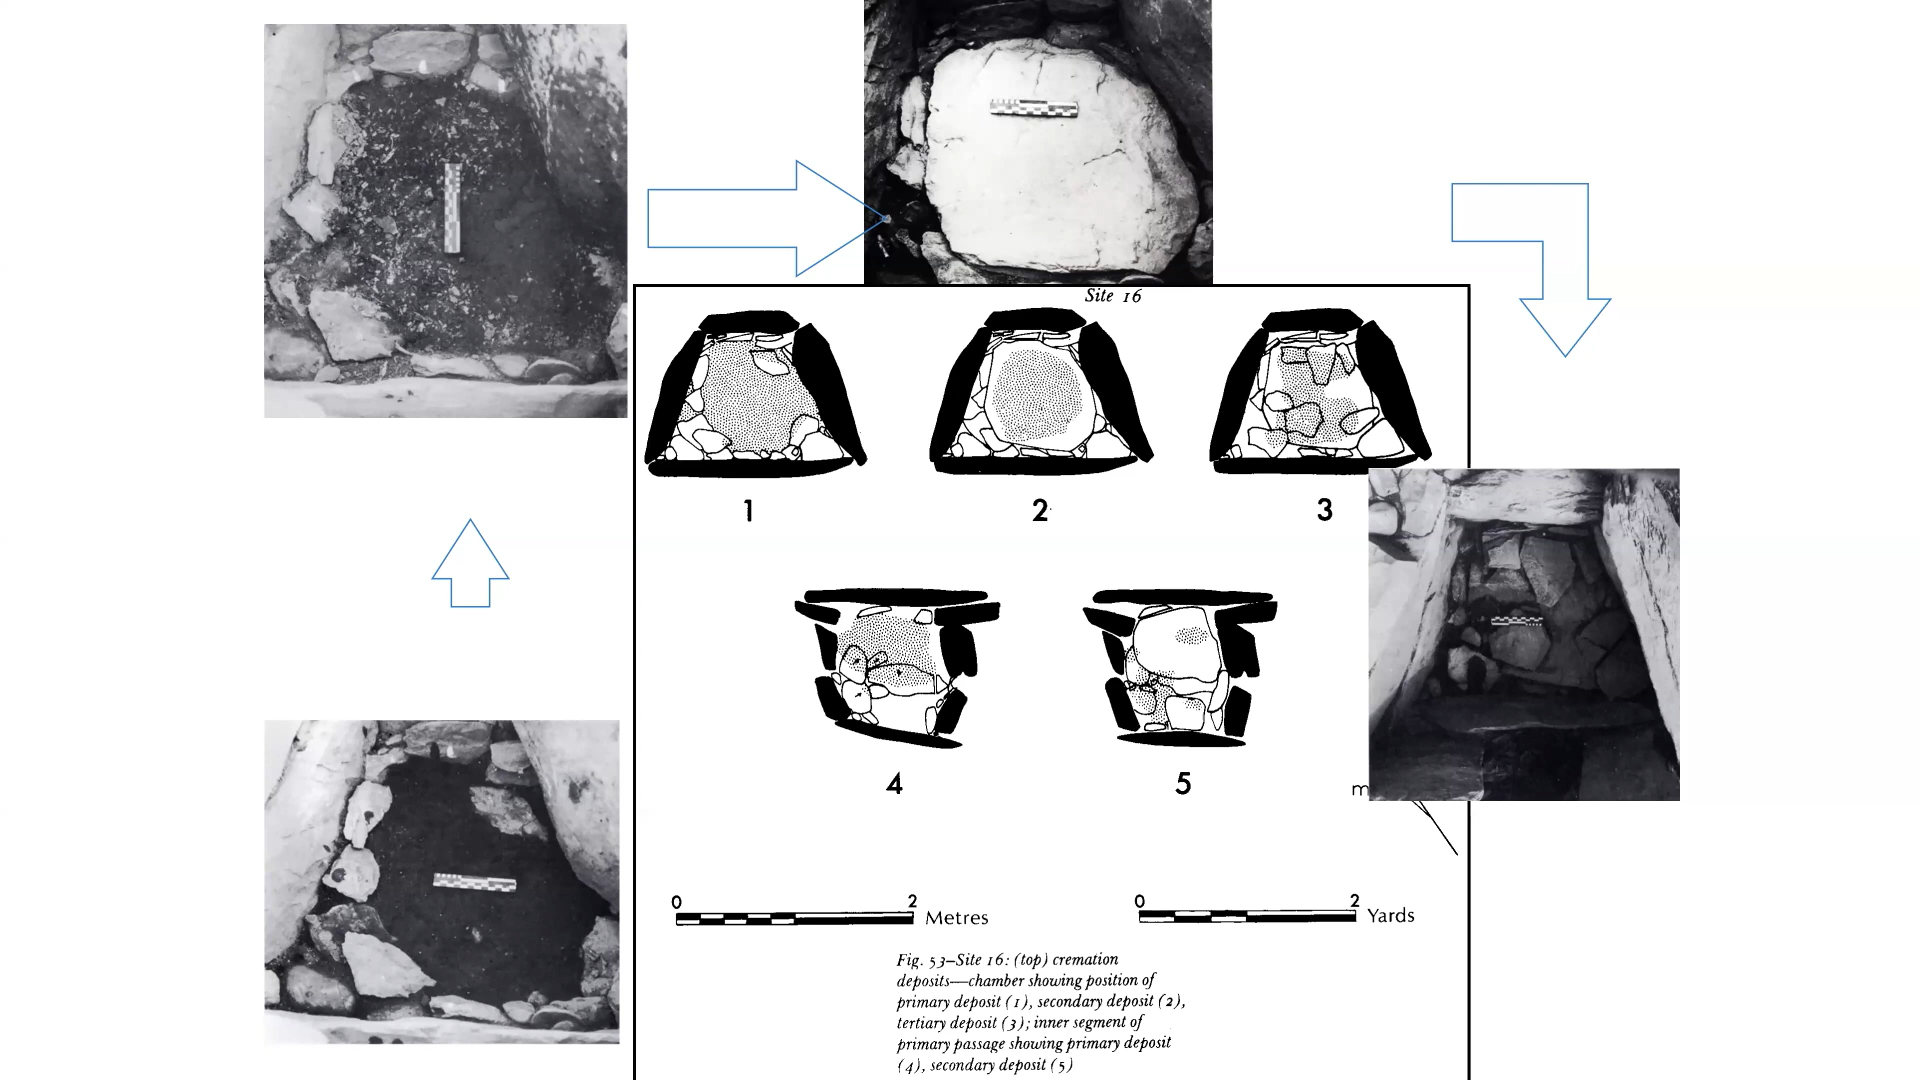 Site 16
1 2 3
4 5
m
0 2 Metres 0 2 Yards
Fig. 53–Site 16: (top) cremation
deposits—chamber showing position of
primary deposit (1), secondary deposit (2),
tertiary deposit (3); inner segment of
primary passage showing primary deposit
(4), secondary deposit (5)